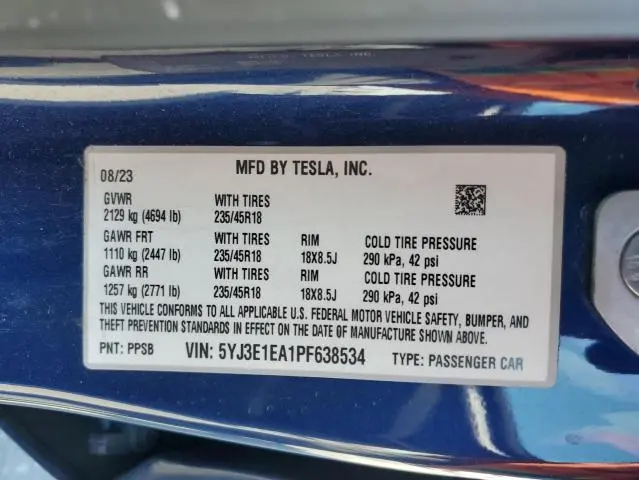 MFD BY TESLA, INC.
08/23
GVWR WITH TIRES
2129 kg (4694 lb) 235/45R18
GAWR FRT WITH TIRES RIM COLD TIRE PRESSURE
1110 kg (2447 lb) 235/45R18 18X8.5J 290 kPa, 42 psi
GAWR RR WITH TIRES RIM COLD TIRE PRESSURE
1257 kg (2771 lb) 235/45R18 18X8.5J 290 kPa, 42 psi
THIS VEHICLE CONFORMS TO ALL APPLICABLE U.S. FEDERAL MOTOR VEHICLE SAFETY, BUMPER, AND
THEFT PREVENTION STANDARDS IN EFFECT ON THE DATE OF MANUFACTURE SHOWN ABOVE.
PNT: PPSB VIN: 5YJ3E1EA1PF638534 TYPE: PASSENGER CAR